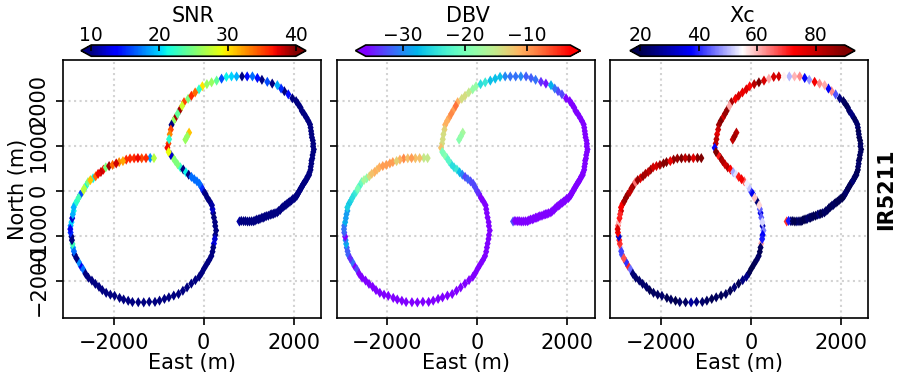 SNR DBV Xc
10 20 30 40 −30 −20 −10 20 40 60 80
North (m)
2000
1000
0
−1000
−2000
IR5211
−2000 0 2000 −2000 0 2000 −2000 0 2000
East (m) East (m) East (m)